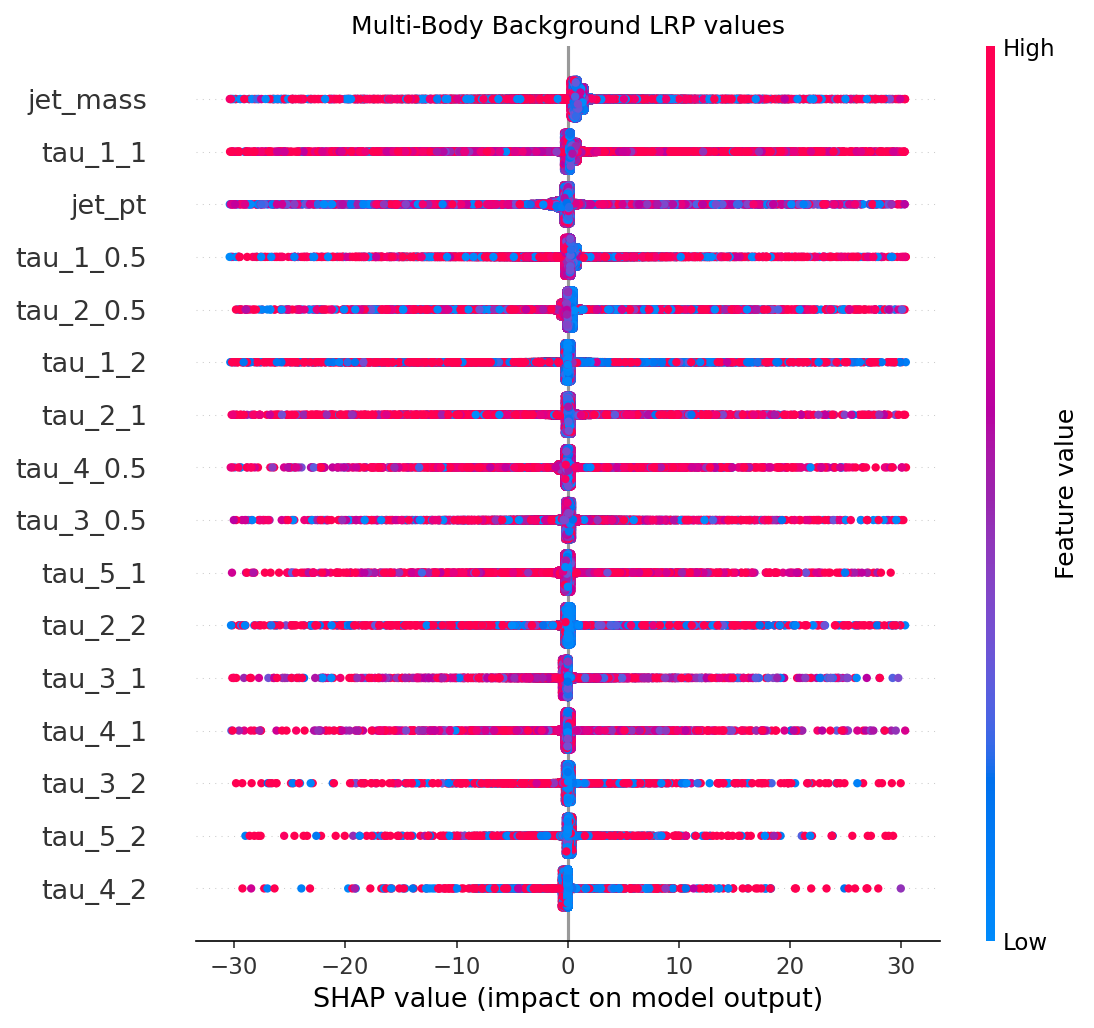 Multi-Body Background LRP values
High
jet_mass
tau_1_1
jet_pt
tau_1_0.5
tau_2_0.5
tau_1_2
tau_2_1
tau_4_0.5
tau_3_0.5
tau_5_1
tau_2_2
tau_3_1
tau_4_1
tau_3_2
tau_5_2
tau_4_2
Feature value
Low
−30 −20 −10 0 10 20 30
SHAP value (impact on model output)